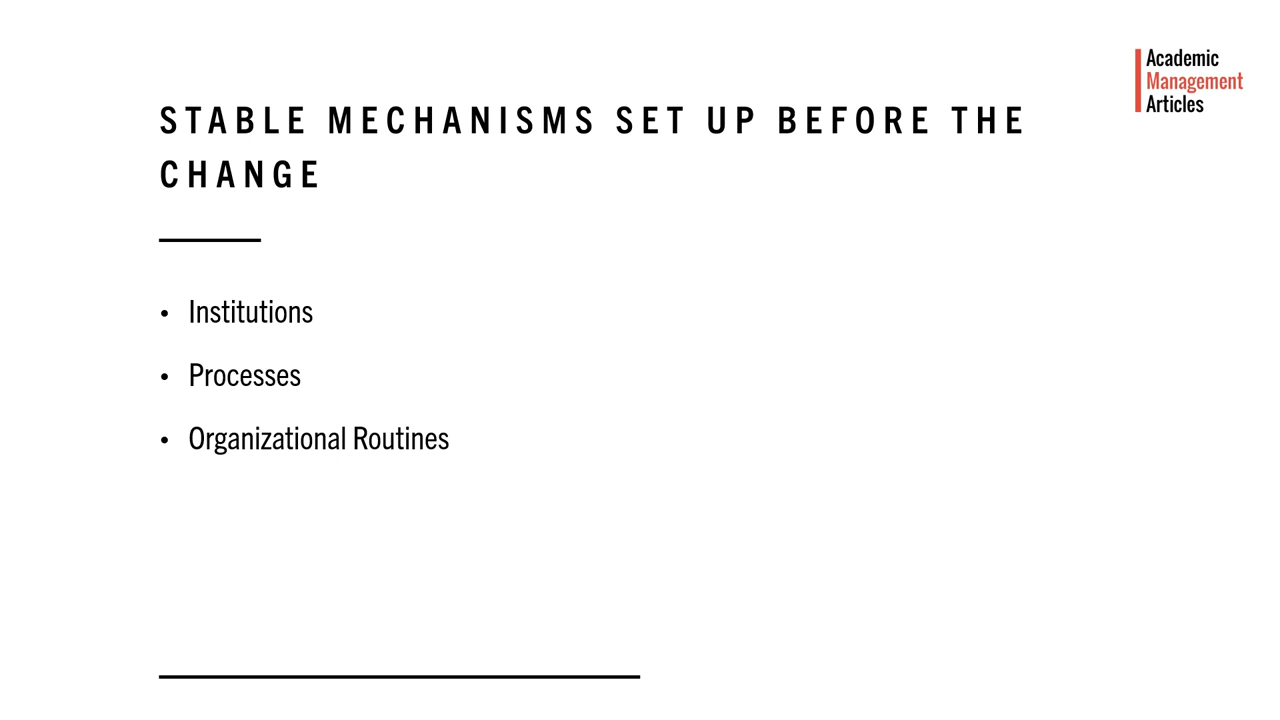 Academic
Management
Articles
STABLE MECHANISMS SET UP BEFORE THE
CHANGE
• Institutions
• Processes
• Organizational Routines